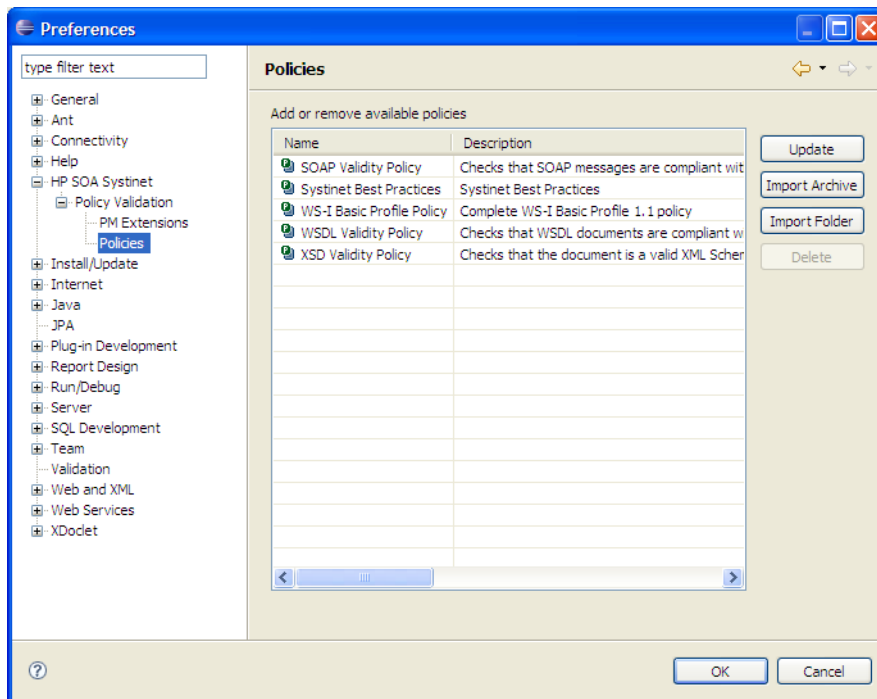 Preferences
type filter text
General
Ant
Connectivity
Help
HP SOA Systinet
Policy Validation
PM Extensions
Policies
Install/Update
Internet
Java
JPA
Plug-in Development
Report Design
Run/Debug
Server
SQL Development
Team
Validation
Web and XML
Web Services
XDoclet
Policies
Add or remove available policies
Name Description
SOAP Validity Policy Checks that SOAP messages are compliant wit
Systinet Best Practices Systinet Best Practices
WS-I Basic Profile Policy Complete WS-I Basic Profile 1.1 policy
WSDL Validity Policy Checks that WSDL documents are compliant w
XSD Validity Policy Checks that the document is a valid XML Scher
Update
Import Archive
Import Folder
Delete
?
OK Cancel